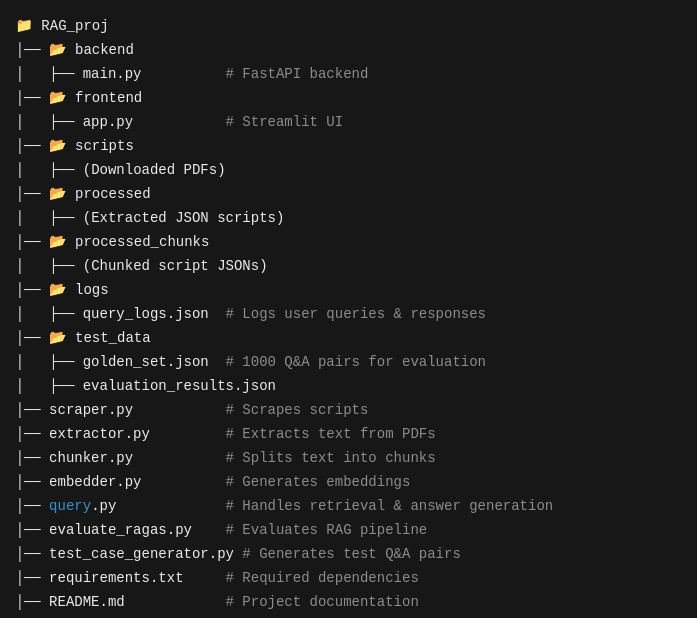 📁 RAG_proj
│── 📂 backend
│   ├── main.py          # FastAPI backend
│── 📂 frontend
│   ├── app.py           # Streamlit UI
│── 📂 scripts
│   ├── (Downloaded PDFs)
│── 📂 processed
│   ├── (Extracted JSON scripts)
│── 📂 processed_chunks
│   ├── (Chunked script JSONs)
│── 📂 logs
│   ├── query_logs.json  # Logs user queries & responses
│── 📂 test_data
│   ├── golden_set.json  # 1000 Q&A pairs for evaluation
│   ├── evaluation_results.json
│── scraper.py           # Scrapes scripts
│── extractor.py         # Extracts text from PDFs
│── chunker.py           # Splits text into chunks
│── embedder.py          # Generates embeddings
│── query.py             # Handles retrieval & answer generation
│── evaluate_ragas.py    # Evaluates RAG pipeline
│── test_case_generator.py # Generates test Q&A pairs
│── requirements.txt     # Required dependencies
│── README.md            # Project documentation